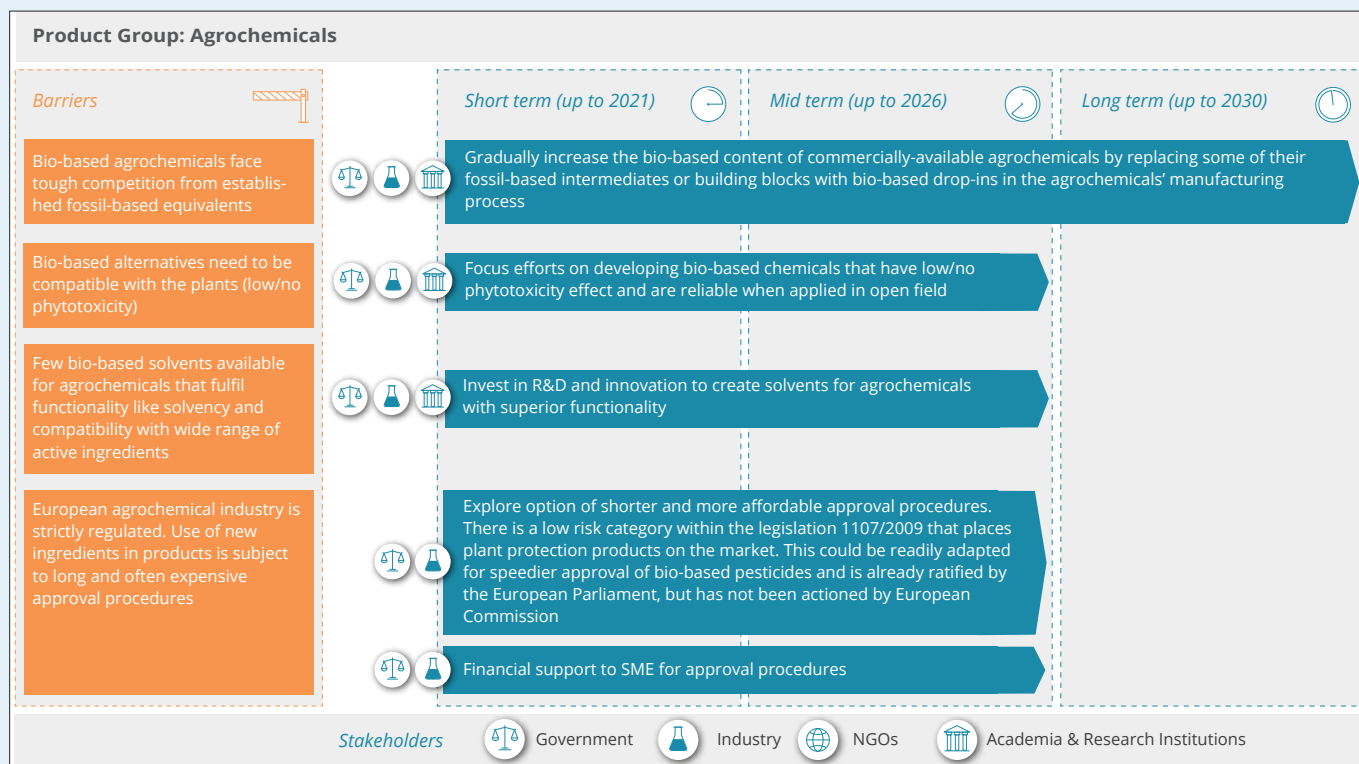 Product Group: Agrochemicals
Barriers
Short term (up to 2021)
Mid term (up to 2026)
Long term (up to 2030)
Bio-based agrochemicals face
tough competition from establis-
hed fossil-based equivalents
Gradually increase the bio-based content of commercially-available agrochemicals by replacing some of their
fossil-based intermediates or building blocks with bio-based drop-ins in the agrochemicals’ manufacturing
process
Bio-based alternatives need to be
compatible with the plants (low/no
phytotoxicity)
Focus efforts on developing bio-based chemicals that have low/no
phytotoxicity effect and are reliable when applied in open field
Few bio-based solvents available
for agrochemicals that fulfil
functionality like solvency and
compatibility with wide range of
active ingredients
Invest in R&D and innovation to create solvents for agrochemicals
with superior functionality
European agrochemical industry is
strictly regulated. Use of new
ingredients in products is subject
to long and often expensive
approval procedures
Explore option of shorter and more affordable approval procedures.
There is a low risk category within the legislation 1107/2009 that places
plant protection products on the market. This could be readily adapted
for speedier approval of bio-based pesticides and is already ratified by
the European Parliament, but has not been actioned by European
Commission
Financial support to SME for approval procedures
Stakeholders
Government
Industry
NGOs
Academia & Research Institutions